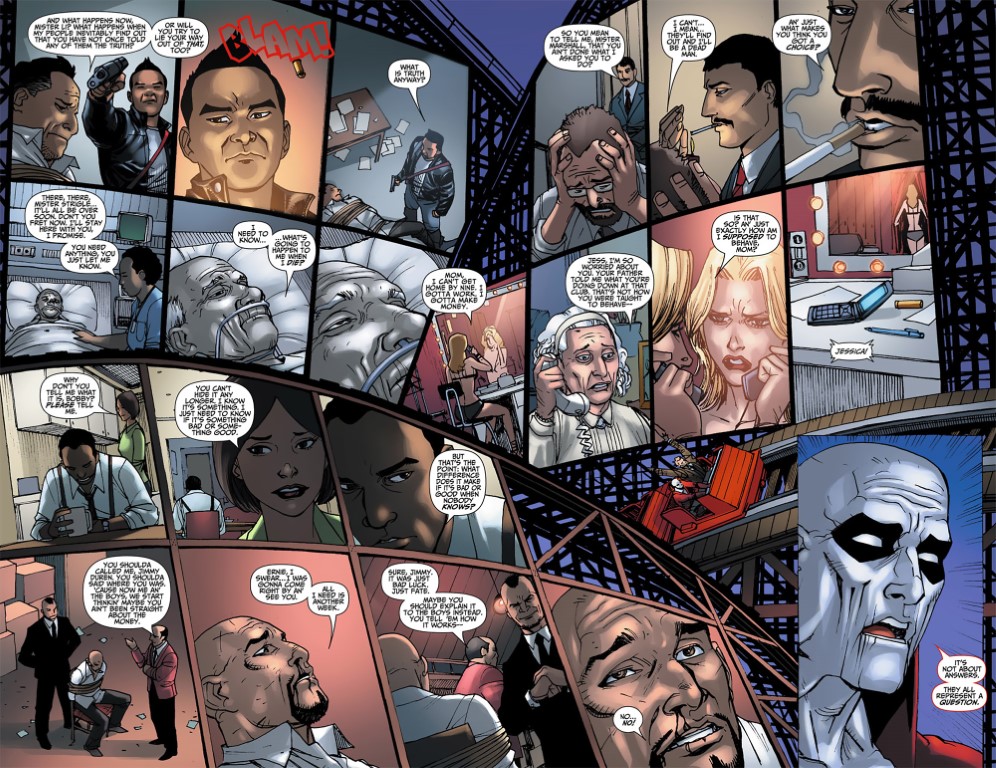 AND WHAT HAPPENS NOW,
MISTER LI? WHAT HAPPENS WHEN
MY PEOPLE INEVITABLY FIND OUT
THAT YOU HAVE NOT ONCE TOLD
ANY OF THEM THE TRUTH?
OR WILL
YOU TRY TO
LIE YOUR WAY
OUT OF THAT,
TOO?
BLAM!
WHAT
IS TRUTH
ANYWAY?
SO YOU MEAN
TO TELL ME, MISTER
MARSHALL, THAT YOU
AIN'T DONE WHAT I
ASKED YOU TO
DO?
I CAN'T...
I MEAN...
THEY'LL FIND
OUT AND I'LL
BE A DEAD
MAN.
AN' JUST
WHAT MAKES
YOU THINK YOU
GOT A
CHOICE?
THERE, THERE,
MISTER STRIGLE.
IT'LL ALL BE OVER
SOON. DON'T YOU
FRET NOW. I'LL STAY
HERE WITH YOU,
I PROMISE.
YOU NEED
ANYTHING, YOU
JUST LET ME
KNOW.
I
NEED TO
KNOW...
...WHAT'S
GOING TO
HAPPEN TO
ME WHEN
I DIE?
MOM,
I CAN'T GET
HOME BY NINE. I
GOTTA WORK. I
GOTTA MAKE
MONEY.
JESS, I'M SO
WORRIED ABOUT
YOU. YOUR FATHER
TOLD ME WHAT YOU'RE
DOING DOWN AT THAT
CLUB. THAT'S NOT HOW
YOU WERE TAUGHT
TO BEHAVE--
IS THAT
SO? AN' JUST
EXACTLY HOW AM
I SUPPOSED TO
BEHAVE,
MOM?
JESSICA!
WHY
DON'T YOU
TELL ME WHAT
IT IS, BOBBY?
PLEASE TELL
ME.
YOU CAN'T
HIDE IT ANY
LONGER. I KNOW
IT'S SOMETHING. I
JUST NEED TO KNOW
IF IT'S SOMETHING
BAD OR SOME-
THING GOOD.
BUT
THAT'S THE
POINT: WHAT
DIFFERENCE
DOES IT MAKE
IF IT'S BAD OR
GOOD WHEN
NOBODY
KNOWS?
YOU SHOULDA
CALLED ME, JIMMY
DUREN. YOU SHOULDA
SAID WHERE YOU WAS.
'CAUSE NOW ME AN'
THE BOYS, WE START
THINKIN' MAYBE YOU
AIN'T BEEN STRAIGHT
ABOUT THE
MONEY.
ERNIE, I
SWEAR...I WAS
GONNA COME
RIGHT BY AN'
SEE YOU.
ALL
I NEED IS
ANOTHER
WEEK.
SURE, JIMMY.
IT WAS JUST
BAD LUCK.
JUST FATE.
MAYBE YOU
SHOULD EXPLAIN IT
TO THE BOYS INSTEAD.
YOU TELL 'EM HOW
IT WORKS--
NO...
NO!
IT'S
NOT ABOUT
ANSWERS.
THEY ALL
REPRESENT A
QUESTION.